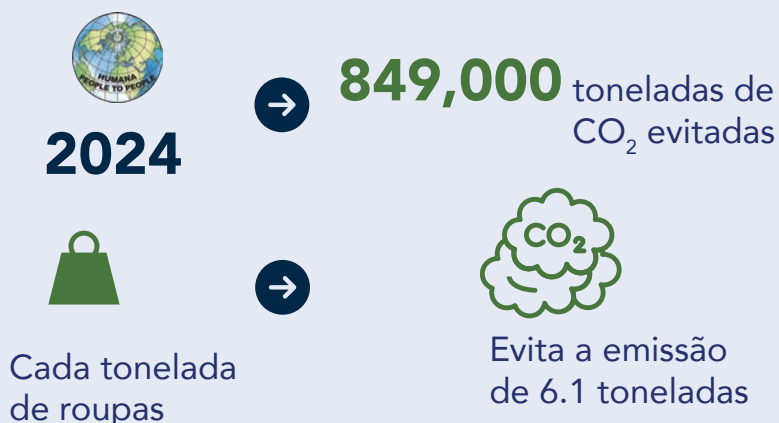 HUMANA
PEOPLE TO PEOPLE
2024
849,000 toneladas de
CO₂ evitadas
CO₂
Cada tonelada
de roupas
Evita a emissão
de 6.1 toneladas